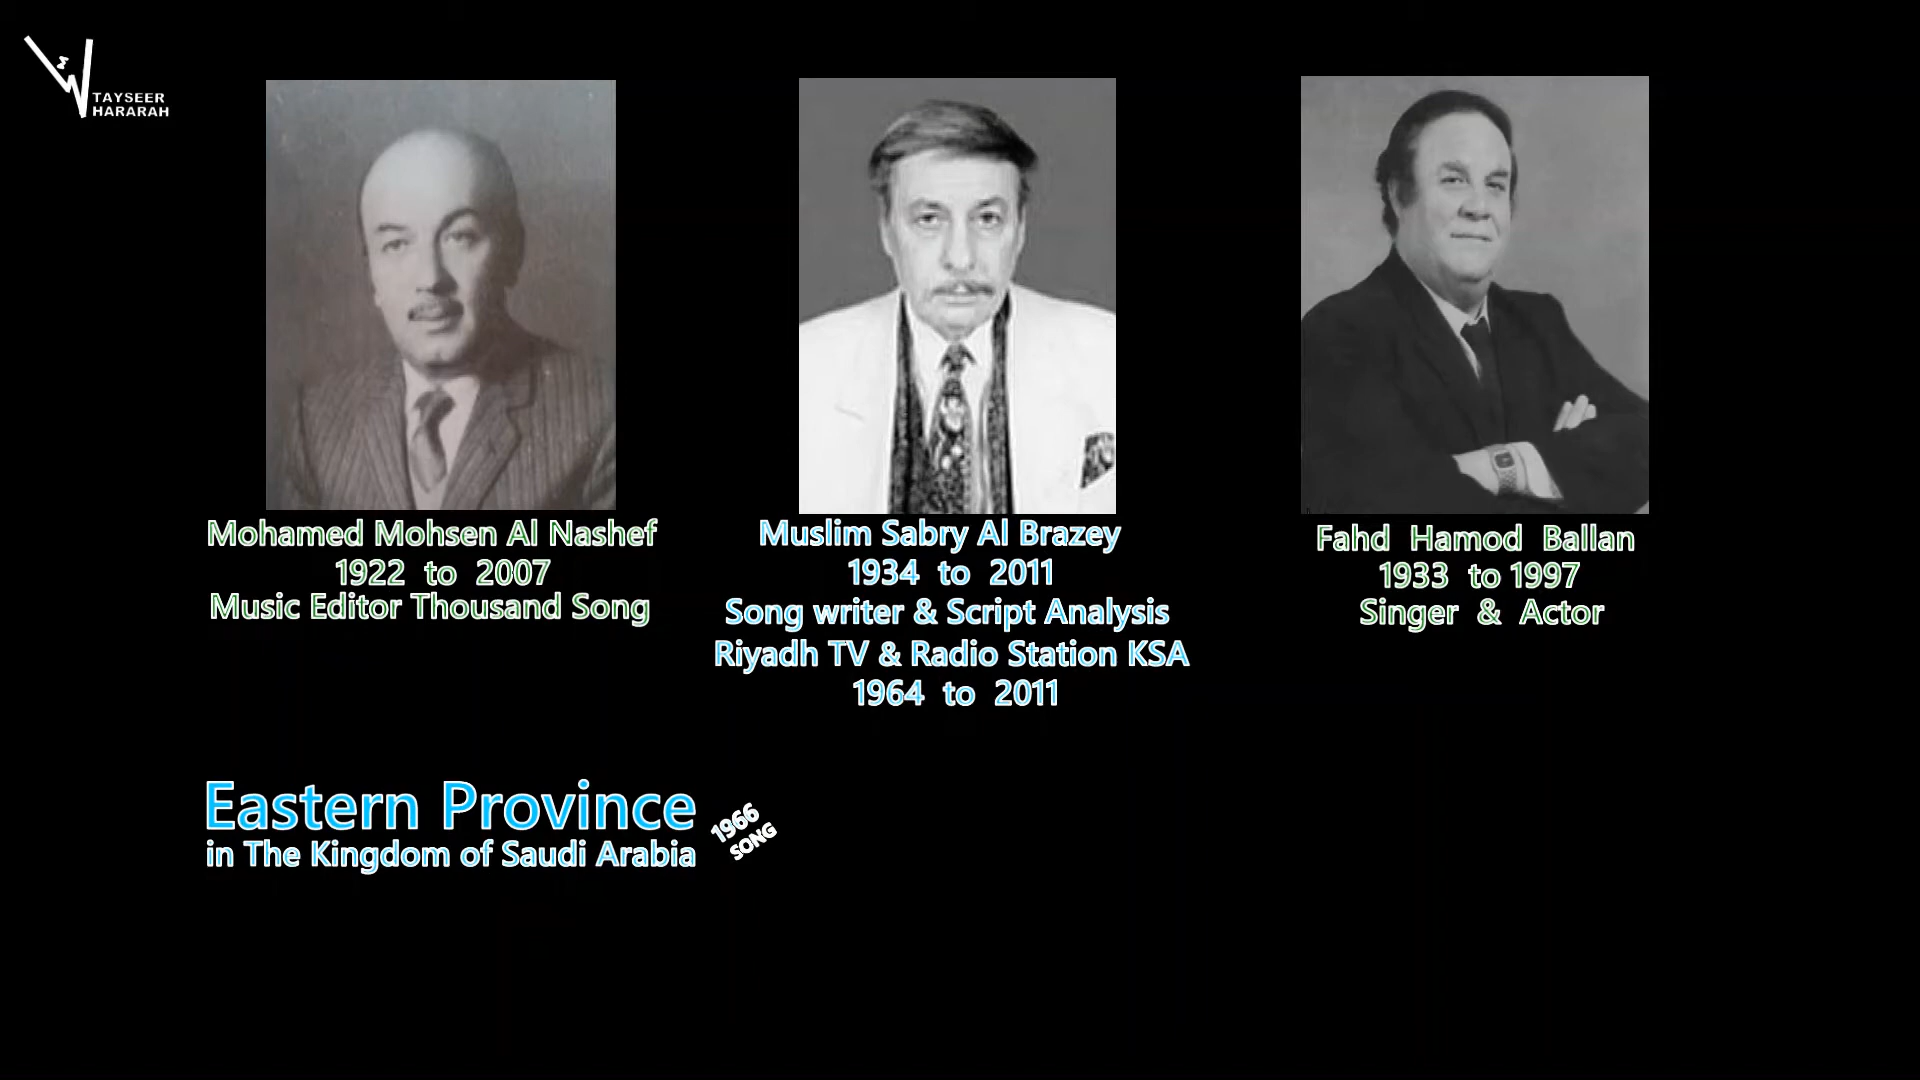 TAYSEER
HARARAH
Mohamed Mohsen Al Nashef
1922 to 2007
Music Editor Thousand Song
Muslim Sabry Al Brazey
1934 to 2011
Song writer & Script Analysis
Riyadh TV & Radio Station KSA
1964 to 2011
Fahd Hamod Ballan
1933 to 1997
Singer & Actor
Eastern Province
in The Kingdom of Saudi Arabia
1966
SONG